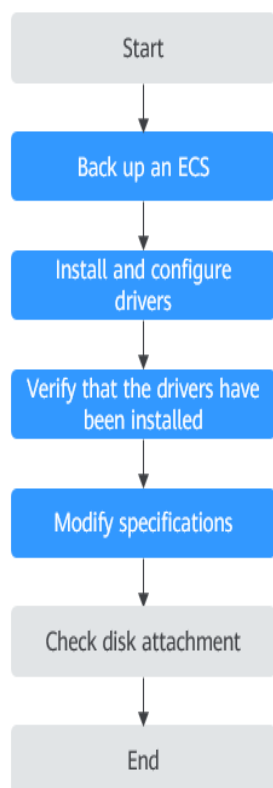 Start
Back up an ECS
Install and configure
drivers
Verify that the drivers have
been installed
Modify specifications
Check disk attachment
End